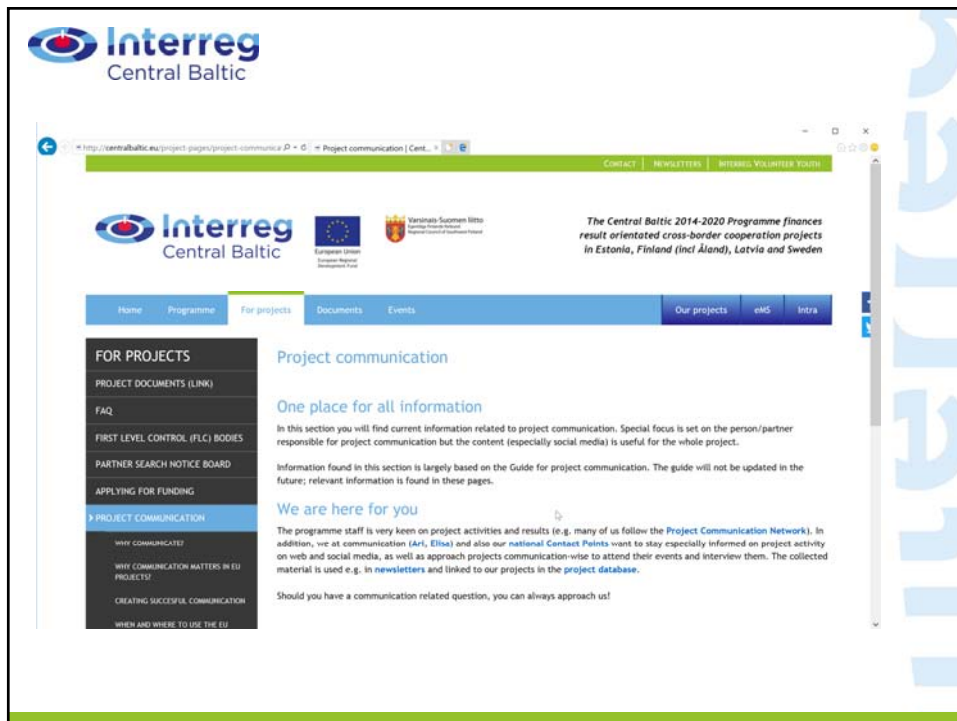 Interreg
Central Baltic
http://centralbaltic.eu/project-pages/project-communica
Project communication | Cent...
CONTACT | NEWSLETTERS | INTERREG VOLUNTEER YOUTH
Interreg
Central Baltic
European Union
European Regional
Development Fund
Varsinais-Suomen liitto
Egentliga Finlands förbund
Regional Council of Southwest Finland
The Central Baltic 2014-2020 Programme finances
result orientated cross-border cooperation projects
in Estonia, Finland (incl Åland), Latvia and Sweden
Home Programme For projects Documents Events Our projects eMS Intra
FOR PROJECTS
PROJECT DOCUMENTS (LINK)
FAQ
FIRST LEVEL CONTROL (FLC) BODIES
PARTNER SEARCH NOTICE BOARD
APPLYING FOR FUNDING
PROJECT COMMUNICATION
WHY COMMUNICATE?
WHY COMMUNICATION MATTERS IN EU
PROJECTS?
CREATING SUCCESFUL COMMUNICATION
WHEN AND WHERE TO USE THE EU
Project communication
One place for all information
In this section you will find current information related to project communication. Special focus is set on the person/partner
responsible for project communication but the content (especially social media) is useful for the whole project.
Information found in this section is largely based on the Guide for project communication. The guide will not be updated in the
future; relevant information is found in these pages.
We are here for you
The programme staff is very keen on project activities and results (e.g. many of us follow the Project Communication Network). In
addition, we at communication (Ari, Elisa) and also our national Contact Points want to stay especially informed on project activity
on web and social media, as well as approach projects communication-wise to attend their events and interview them. The collected
material is used e.g. in newsletters and linked to our projects in the project database.
Should you have a communication related question, you can always approach us!
Interreg